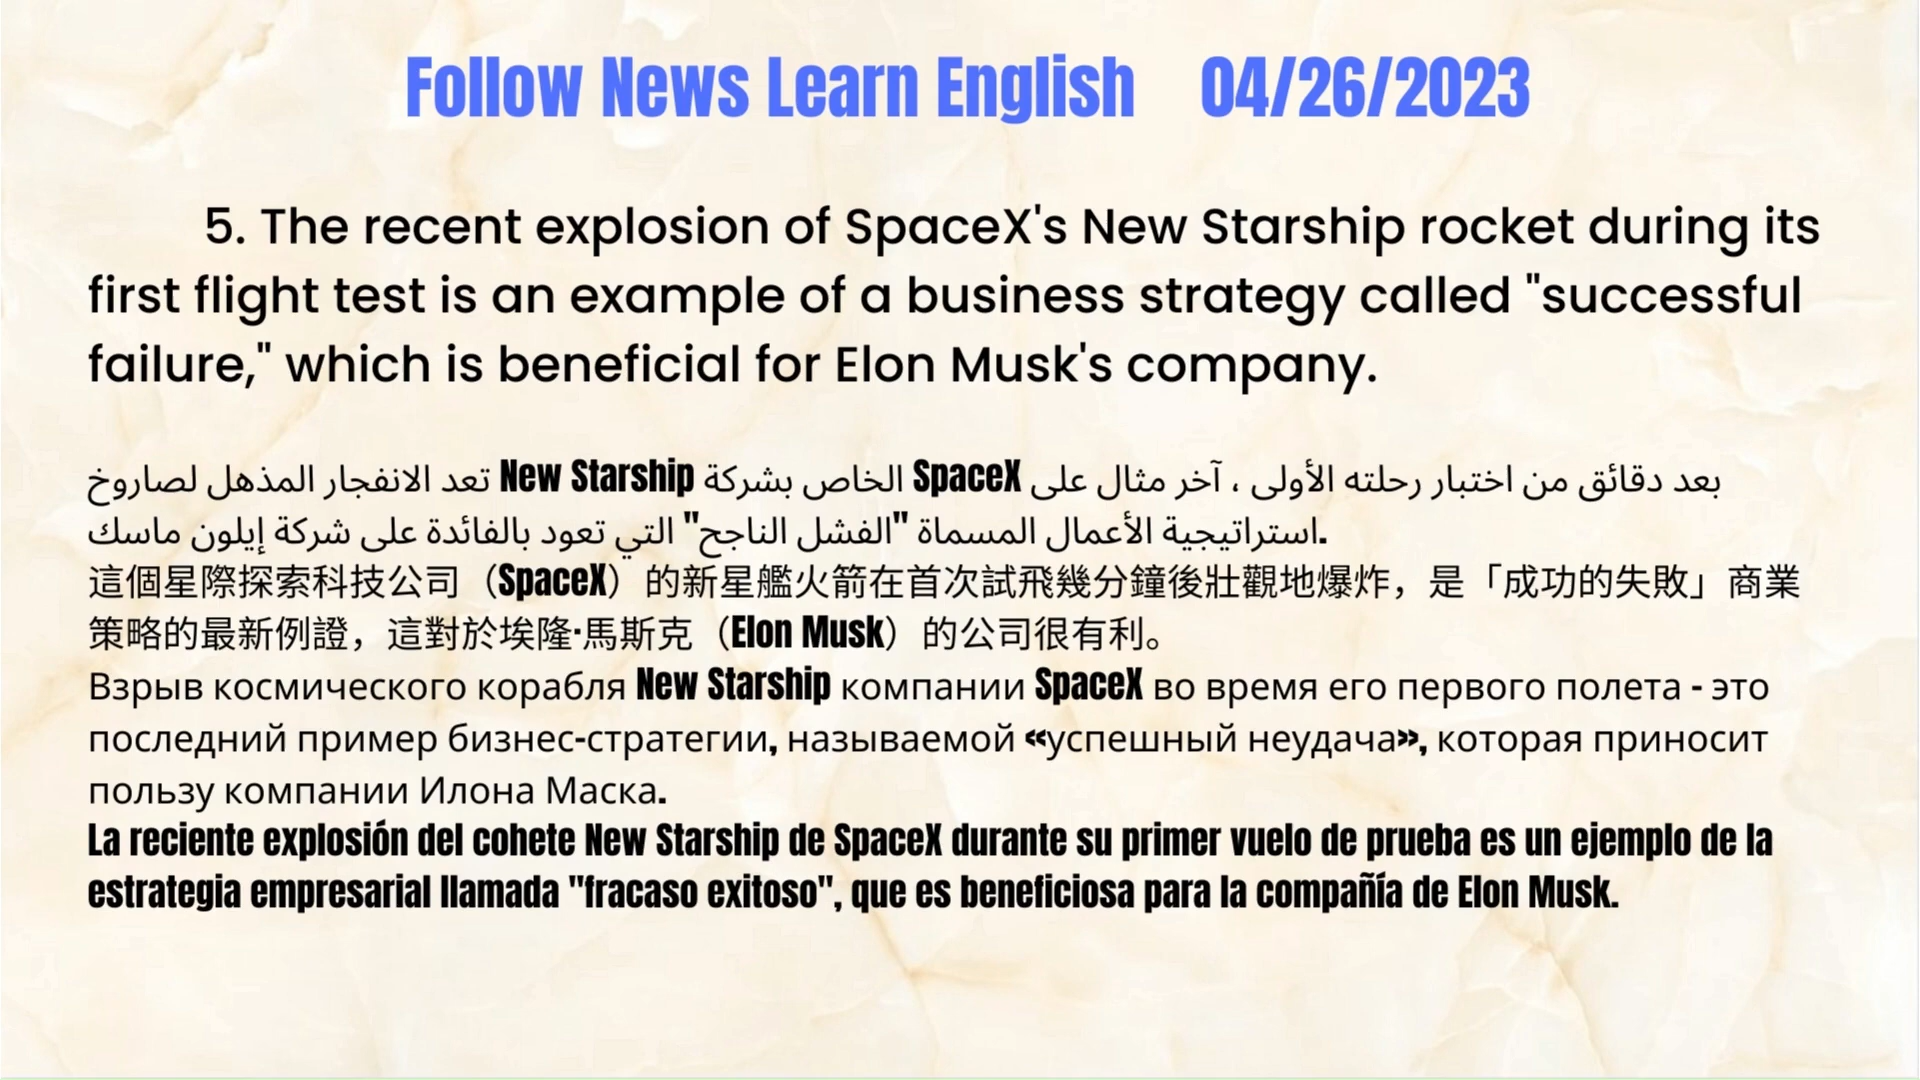 Follow News Learn English 04/26/2023
5. The recent explosion of SpaceX's New Starship rocket during its
first flight test is an example of a business strategy called "successful
failure," which is beneficial for Elon Musk's company.
تعد الانفجار المذهل لصاروخ New Starship الخاص بشركة SpaceX بعد دقائق من اختبار رحلته الأولى ، آخر مثال على
استراتيجية الأعمال المسماة "الفشل الناجح" التي تعود بالفائدة على شركة إيلون ماسك.
這個星際探索科技公司（SpaceX）的新星艦火箭在首次試飛幾分鐘後壯觀地爆炸，是「成功的失敗」商業
策略的最新例證，這對於埃隆·馬斯克（Elon Musk）的公司很有利。
Взрыв космического корабля New Starship компании SpaceX во время его первого полета - это
последний пример бизнес-стратегии, называемой «успешный неудача», которая приносит
пользу компании Илона Маска.
La reciente explosión del cohete New Starship de SpaceX durante su primer vuelo de prueba es un ejemplo de la
estrategia empresarial llamada "fracaso exitoso", que es beneficiosa para la compañía de Elon Musk.